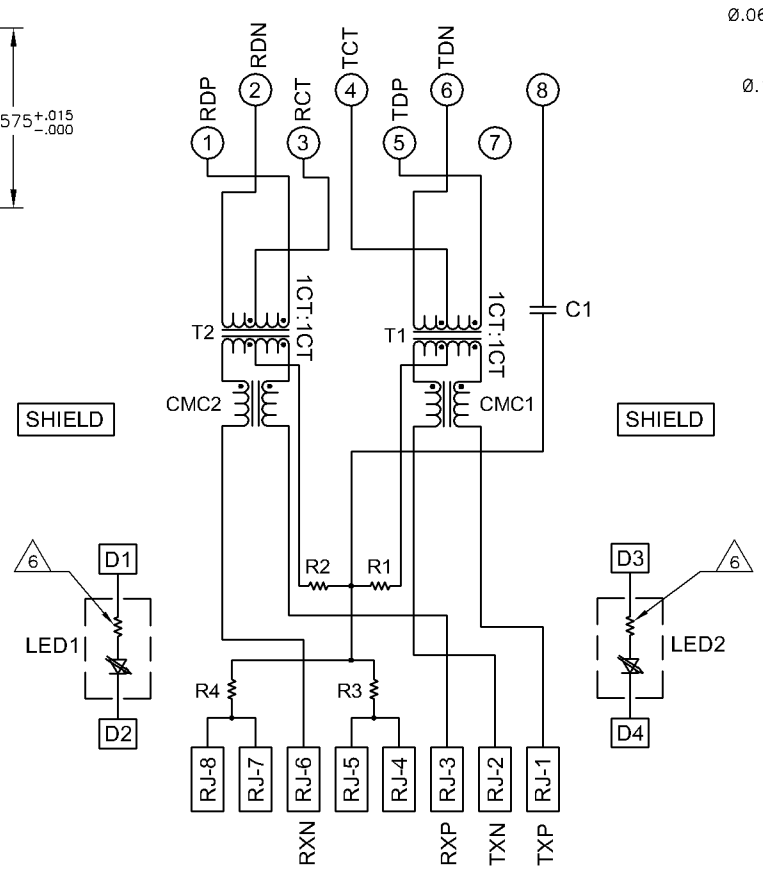 Ø.06
Ø.
.575 +.015 -.000
RDP
RDN
RCT
TCT
TDP
TDN
1
2
3
4
5
6
7
8
T2
1CT:1CT
T1
1CT:1CT
C1
CMC2
CMC1
SHIELD
SHIELD
6
D1
R2
R1
D3
6
LED1
LED2
R4
R3
D2
D4
RJ-8
RJ-7
RJ-6
RJ-5
RJ-4
RJ-3
RJ-2
RJ-1
RXN
RXP
TXN
TXP